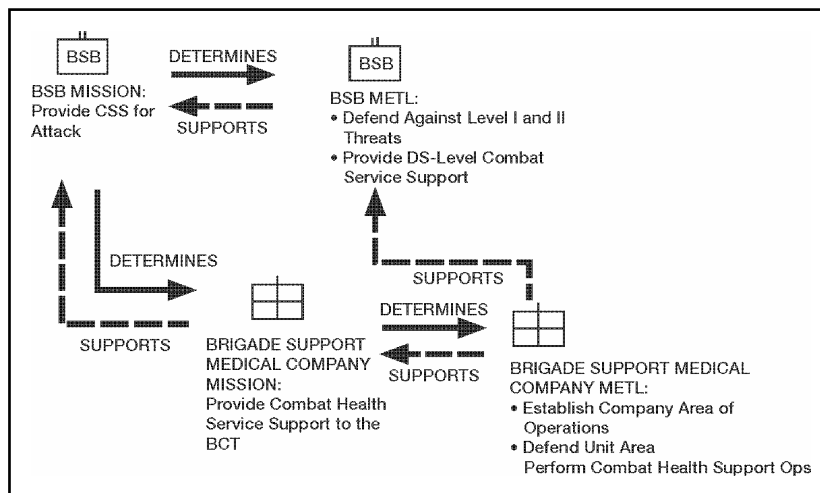 BSB
DETERMINES
BSB
BSB MISSION:
Provide CSS for
Attack
SUPPORTS
BSB METL:
• Defend Against Level I and II
Threats
• Provide DS-Level Combat
Service Support
DETERMINES
SUPPORTS
SUPPORTS
DETERMINES
SUPPORTS
BRIGADE SUPPORT
MEDICAL COMPANY
MISSION:
Provide Combat Health
Service Support to the
BCT
BRIGADE SUPPORT MEDICAL
COMPANY METL:
• Establish Company Area of
Operations
• Defend Unit Area
Perform Combat Health Support Ops